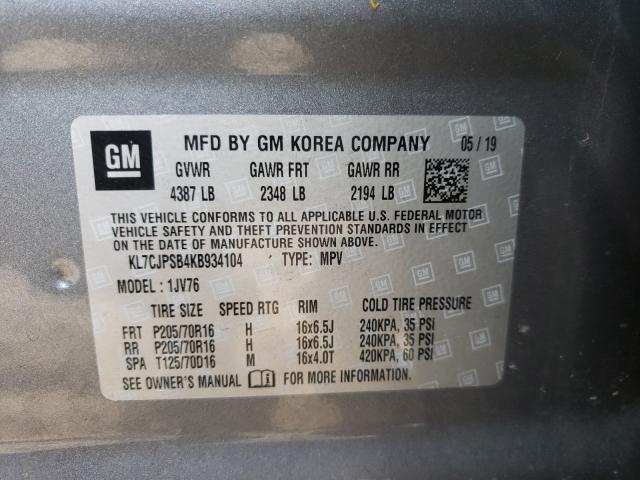 GM MFD BY GM KOREA COMPANY 05 / 19
GVWR GAWR FRT GAWR RR
4387 LB 2348 LB 2194 LB
THIS VEHICLE CONFORMS TO ALL APPLICABLE U.S. FEDERAL MOTOR
VEHICLE SAFETY AND THEFT PREVENTION STANDARDS IN EFFECT ON
DATE OF MANUFACTURE SHOWN ABOVE.
KL7CJPSB4KB934104 TYPE: MPV
MODEL : 1JV76
TIRE SIZE SPEED RTG RIM COLD TIRE PRESSURE
FRT P205/70R16 H 16x6.5J 240KPA, 35 PSI
RR P205/70R16 H 16x6.5J 240KPA, 35 PSI
SPA T125/70D16 M 16x4.0T 420KPA, 60 PSI
SEE OWNER'S MANUAL FOR MORE INFORMATION.